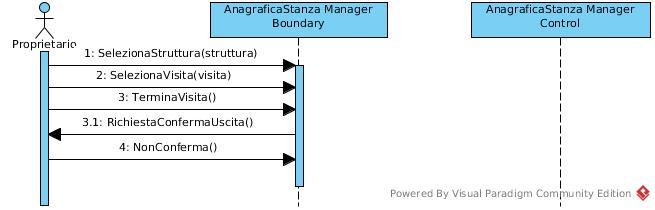 AnagraficaStanza Manager
Boundary
AnagraficaStanza Manager
Control
Proprietario
1: SelezionaStruttura(struttura)
2: SelezionaVisita(visita)
3: TerminaVisita()
3.1: RichiestaConfermaUscita()
4: NonConferma()
Powered By Visual Paradigm Community Edition